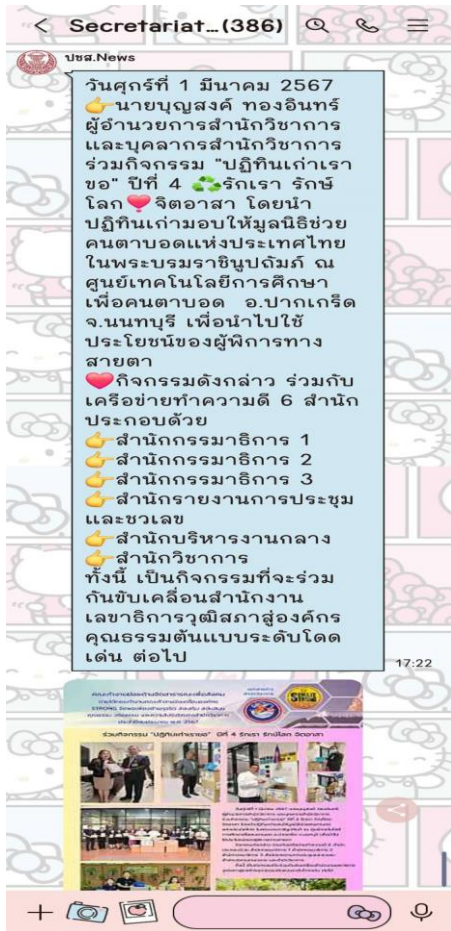 Secretariat...(386)
ปชส.News
วันศุกร์ที่ 1 มีนาคม 2567
👉นายบุญสงค์ ทองอินทร์
ผู้อำนวยการสำนักวิชาการ
และบุคลากรสำนักวิชาการ
ร่วมกิจกรรม "ปฏิทินเก่าเรา
ขอ" ปีที่ 4 ♻️รักเรา รักษ์
โลก❣️จิตอาสา โดยนำ
ปฏิทินเก่ามอบให้มูลนิธิช่วย
คนตาบอดแห่งประเทศไทย
ในพระบรมราชินูปถัมภ์ ณ
ศูนย์เทคโนโลยีการศึกษา
เพื่อคนตาบอด อ.ปากเกร็ด
จ.นนทบุรี เพื่อนำไปใช้
ประโยชน์ของผู้พิการทาง
สายตา
❤️กิจกรรมดังกล่าว ร่วมกับ
เครือข่ายทำความดี 6 สำนัก
ประกอบด้วย
👉สำนักกรรมาธิการ 1
👉สำนักกรรมาธิการ 2
👉สำนักกรรมาธิการ 3
👉สำนักรายงานการประชุม
และชวเลข
👉สำนักบริหารงานกลาง
👉สำนักวิชาการ
ทั้งนี้ เป็นกิจกรรมที่จะร่วม
กันขับเคลื่อนสำนักงาน
เลขาธิการวุฒิสภาสู่องค์กร
คุณธรรมต้นแบบระดับโดด
เด่น ต่อไป
17:22
ร่วมกิจกรรม "ปฏิทินเก่าเราขอ" ปีที่ 4 รักเรา รักษ์โลก จิตอาสา